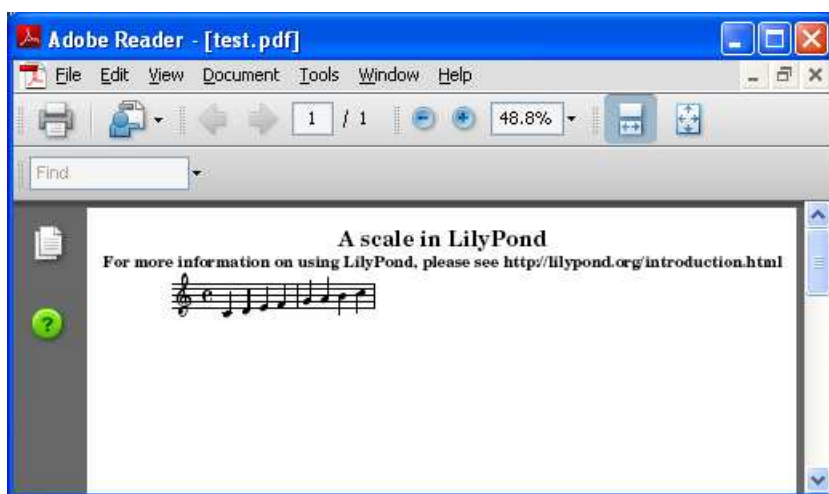 Adobe Reader - [test.pdf]
File Edit View Document Tools Window Help
1 / 1 48.8%
Find
A scale in LilyPond
For more information on using LilyPond, please see http://lilypond.org/introduction.html